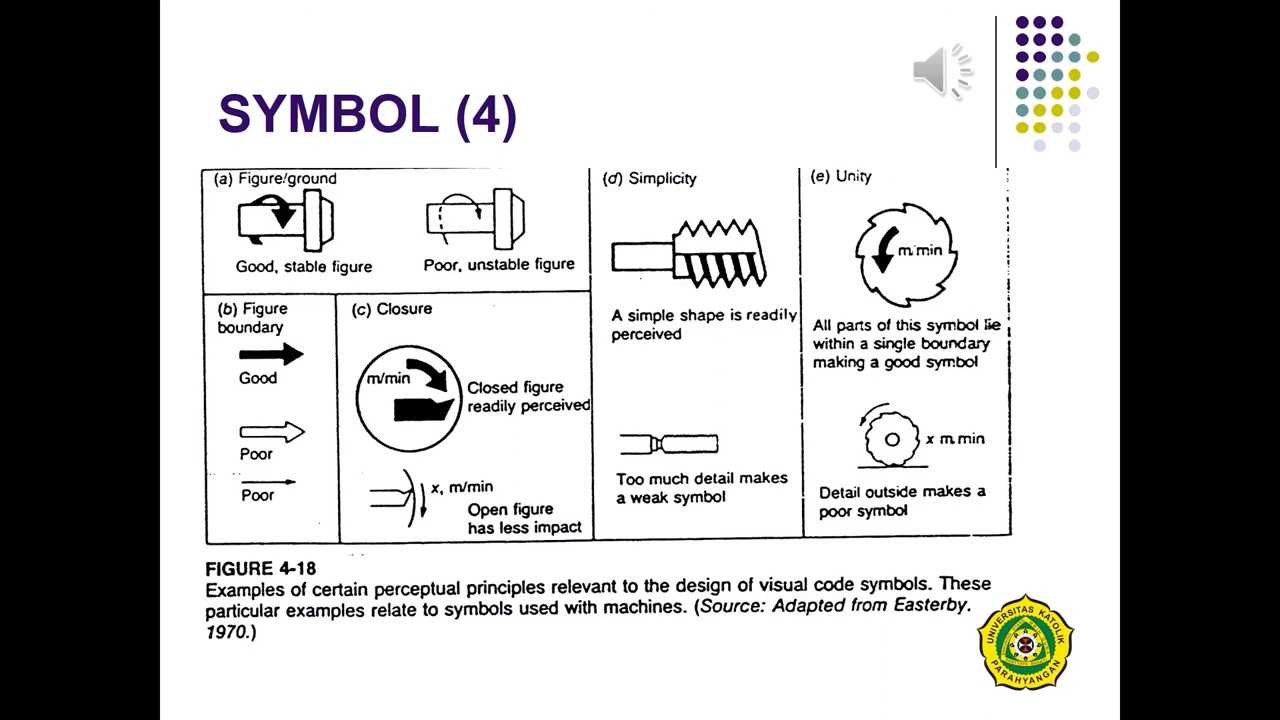 SYMBOL (4)
(a) Figure/ground
Good, stable figure
Poor, unstable figure
(b) Figure
boundary
Good
Poor
Poor
(c) Closure
m/min
Closed figure
readily perceived
x, m/min
Open figure
has less impact
(d) Simplicity
A simple shape is readily
perceived
Too much detail makes
a weak symbol
(e) Unity
m/min
All parts of this symbol lie
within a single boundary
making a good symbol
x m/min
Detail outside makes a
poor symbol
FIGURE 4-18
Examples of certain perceptual principles relevant to the design of visual code symbols. These
particular examples relate to symbols used with machines. (Source: Adapted from Easterby,
1970.)
UNIVERSITAS KATOLIK
PARAHYANGAN